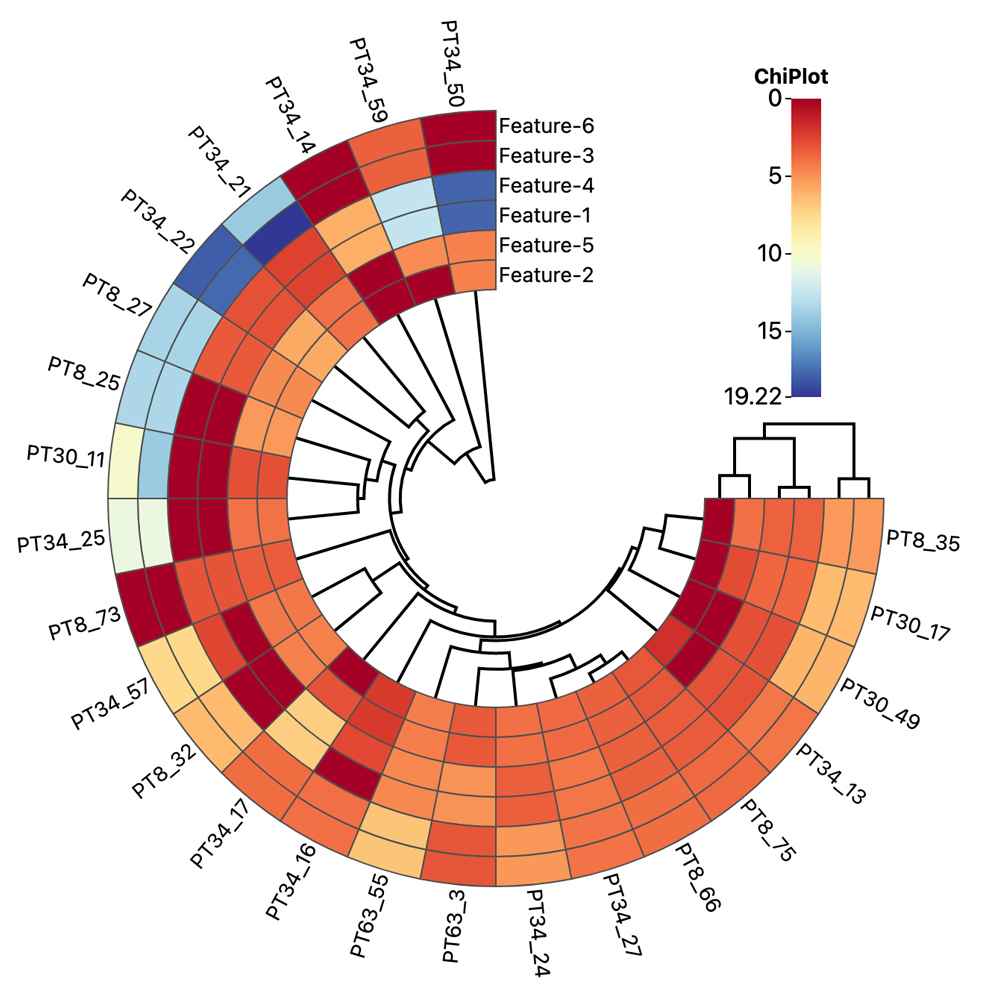 PT34_50
PT34_59
PT34_14
PT34_21
PT34_22
PT8_27
PT8_25
PT30_11
PT34_25
PT8_73
PT34_57
PT8_32
PT34_17
PT34_16
PT63_55
PT63_3
PT34_24
PT34_27
PT8_66
PT8_75
PT34_13
PT30_49
PT30_17
PT8_35
Feature-6
Feature-3
Feature-4
Feature-1
Feature-5
Feature-2
ChiPlot
0
5
10
15
19.22